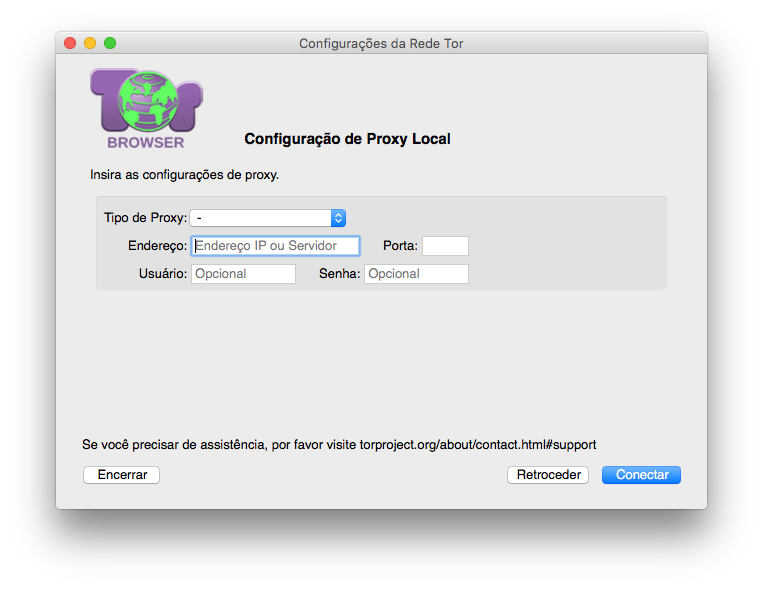 Configurações da Rede Tor
Tor
BROWSER
Configuração de Proxy Local
Insira as configurações de proxy.
Tipo de Proxy: -
Endereço: Endereço IP ou Servidor Porta:
Usuário: Opcional Senha: Opcional
Se você precisar de assistência, por favor visite torproject.org/about/contact.html#support
Encerrar Retroceder Conectar